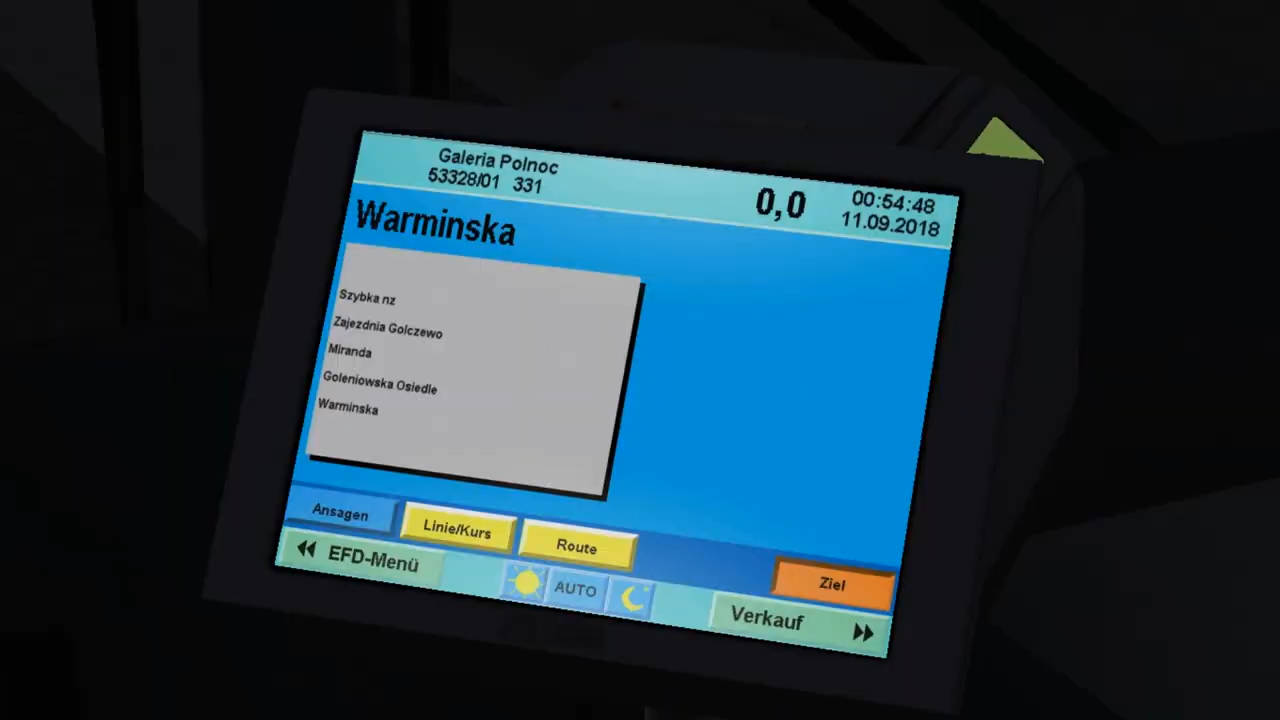 Galeria Polnoc
53328/01 331
0,0
00:54:48
11.09.2018
Warminska
Szybka nz
Zajezdnia Golczewo
Miranda
Goleniowska Osiedle
Warminska
Ansagen
Linie/Kurs
Route
Ziel
EFD-Menü
AUTO
Verkauf